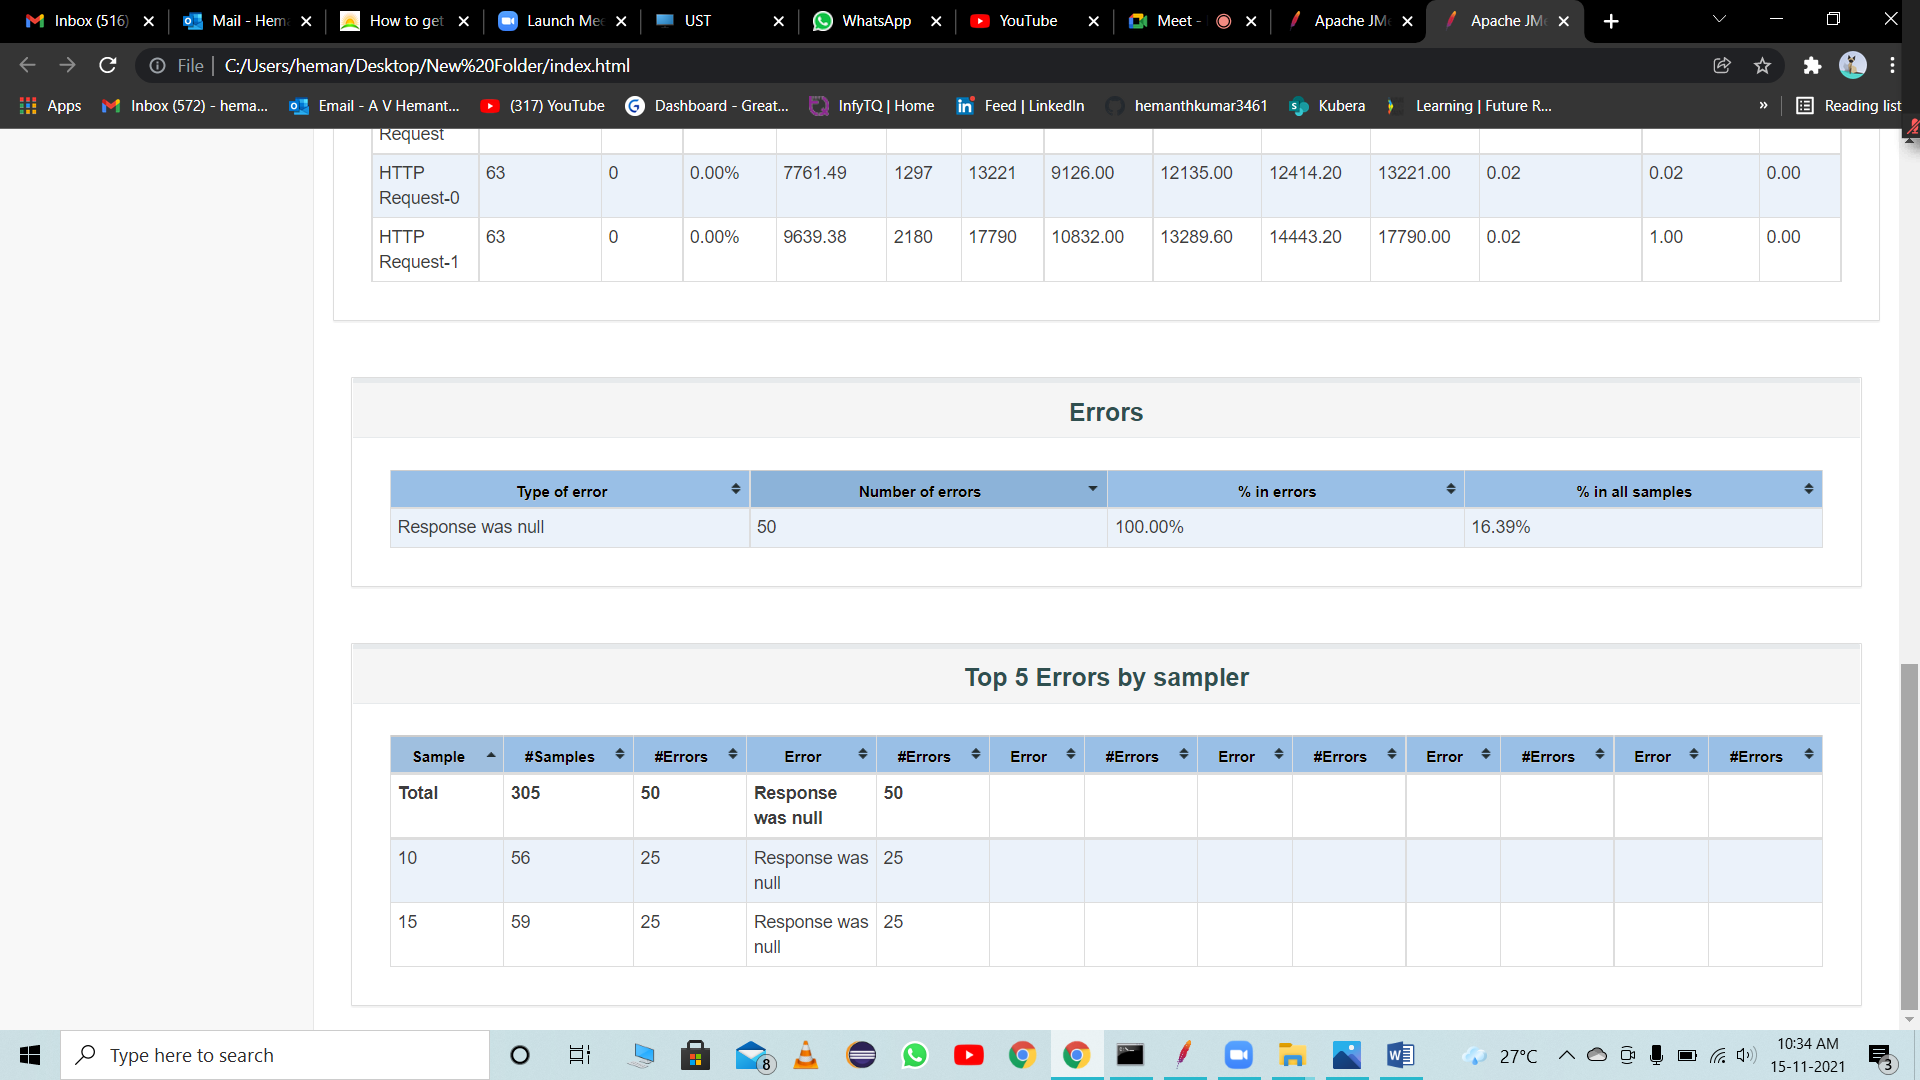 Inbox (516)
Mail - Hem
How to get
Launch Me
UST
WhatsApp
YouTube
Meet -
Apache JM
Apache JM
File
C:/Users/heman/Desktop/New%20Folder/index.html
Apps
Inbox (572) - hema...
Email - A V Hemant...
(317) YouTube
Dashboard - Great...
InfyTQ | Home
Feed | LinkedIn
hemanthkumar3461
Kubera
Learning | Future R...
»
Reading list
Request
HTTP Request-0 63 0 0.00% 7761.49 1297 13221 9126.00 12135.00 12414.20 13221.00 0.02 0.02 0.00
HTTP Request-1 63 0 0.00% 9639.38 2180 17790 10832.00 13289.60 14443.20 17790.00 0.02 1.00 0.00
Errors
Type of error Number of errors % in errors % in all samples
Response was null 50 100.00% 16.39%
Top 5 Errors by sampler
Sample #Samples #Errors Error #Errors Error #Errors Error #Errors Error #Errors Error #Errors
Total 305 50 Response was null 50
10 56 25 Response was null 25
15 59 25 Response was null 25
Type here to search
8
27°C
10:34 AM
15-11-2021
3